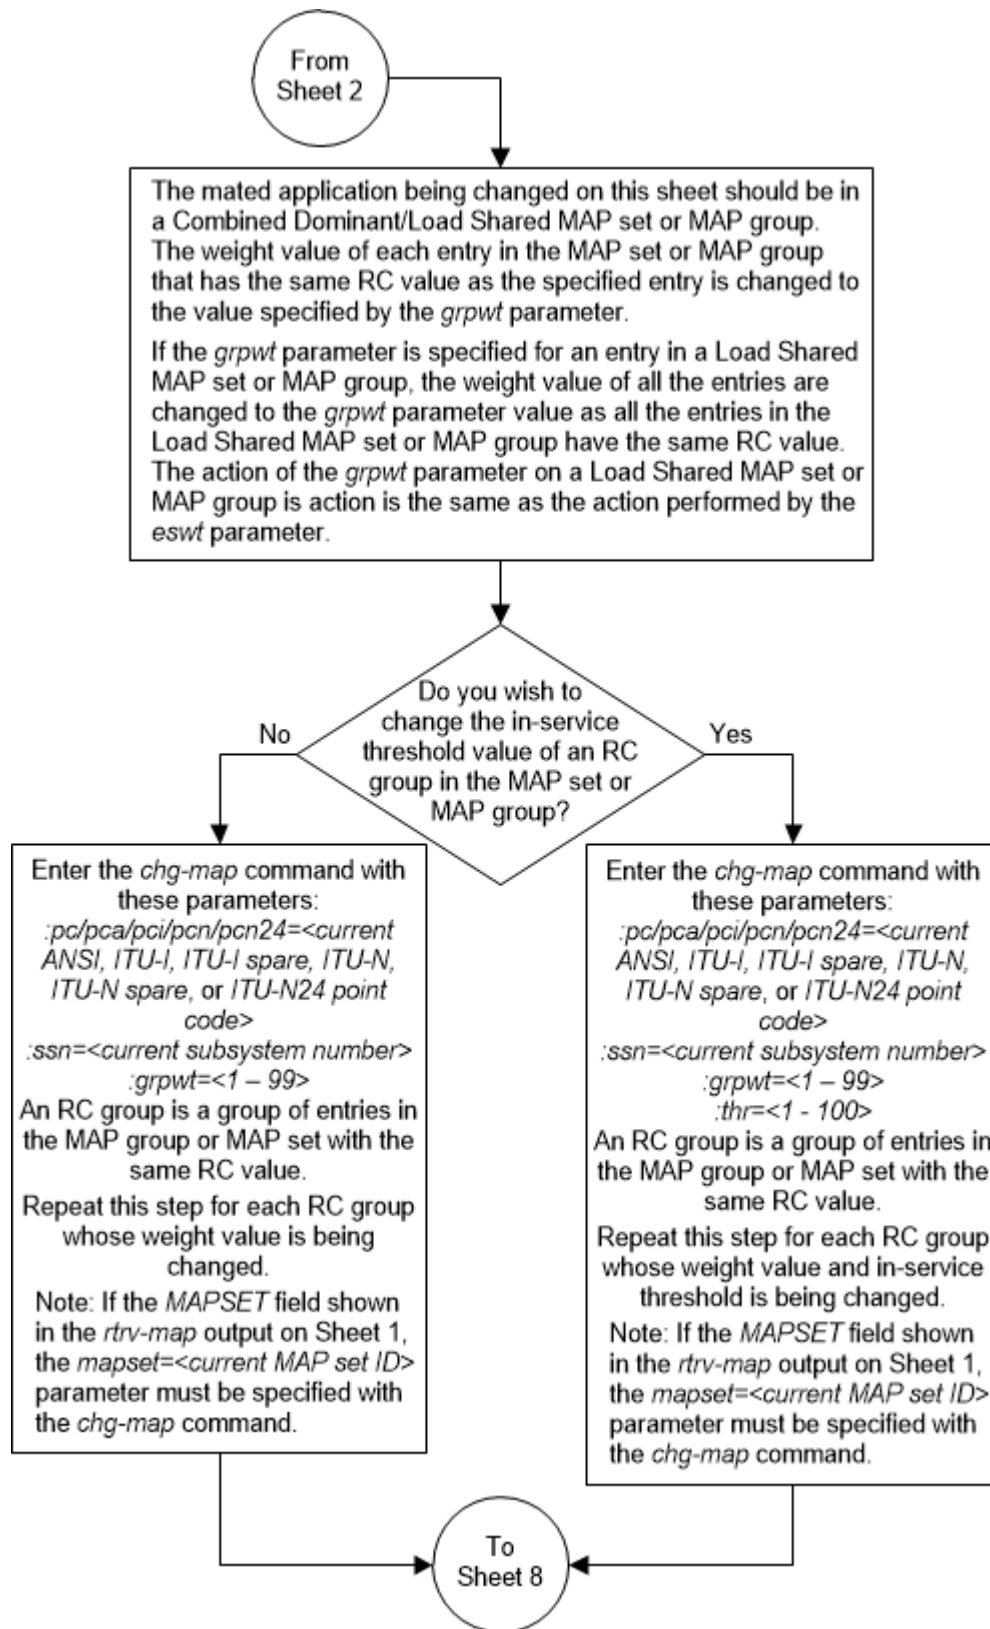 From
Sheet 2
The mated application being changed on this sheet should be in
a Combined Dominant/Load Shared MAP set or MAP group.
The weight value of each entry in the MAP set or MAP group
that has the same RC value as the specified entry is changed to
the value specified by the grpwt parameter.
If the grpwt parameter is specified for an entry in a Load Shared
MAP set or MAP group, the weight value of all the entries are
changed to the grpwt parameter value as all the entries in the
Load Shared MAP set or MAP group have the same RC value.
The action of the grpwt parameter on a Load Shared MAP set or
MAP group is action is the same as the action performed by the
eswt parameter.
Do you wish to
change the in-service
threshold value of an RC
group in the MAP set or
MAP group?
No
Yes
Enter the chg-map command with
these parameters:
:pc/pca/pci/pcn/pcn24=<current
ANSI, ITU-I, ITU-I spare, ITU-N,
ITU-N spare, or ITU-N24 point
code>
:ssn=<current subsystem number>
:grpwt=<1 – 99>
An RC group is a group of entries in
the MAP group or MAP set with the
same RC value.
Repeat this step for each RC group
whose weight value is being
changed.
Note: If the MAPSET field shown
in the rtrv-map output on Sheet 1,
the mapset=<current MAP set ID>
parameter must be specified with
the chg-map command.
Enter the chg-map command with
these parameters:
:pc/pca/pci/pcn/pcn24=<current
ANSI, ITU-I, ITU-I spare, ITU-N,
ITU-N spare, or ITU-N24 point
code>
:ssn=<current subsystem number>
:grpwt=<1 – 99>
:thr=<1 - 100>
An RC group is a group of entries in
the MAP group or MAP set with the
same RC value.
Repeat this step for each RC group
whose weight value and in-service
threshold is being changed.
Note: If the MAPSET field shown
in the rtrv-map output on Sheet 1,
the mapset=<current MAP set ID>
parameter must be specified with
the chg-map command.
To
Sheet 8